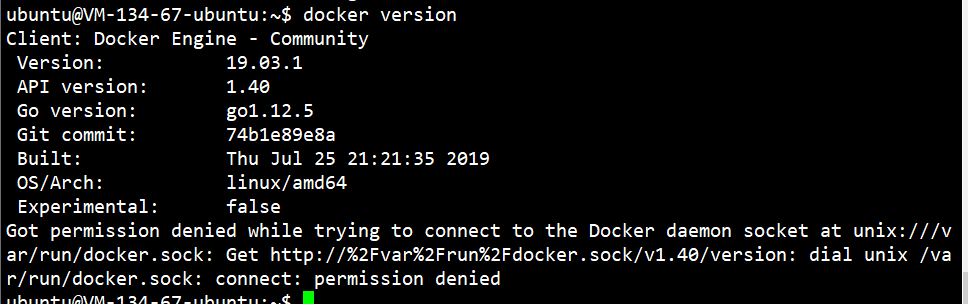 ubuntu@VM-134-67-ubuntu:~$ docker version
Client: Docker Engine - Community
 Version:           19.03.1
 API version:       1.40
 Go version:        go1.12.5
 Git commit:        74b1e89e8a
 Built:             Thu Jul 25 21:21:35 2019
 OS/Arch:           linux/amd64
 Experimental:      false
Got permission denied while trying to connect to the Docker daemon socket at unix:///v
ar/run/docker.sock: Get http://%2Fvar%2Frun%2Fdocker.sock/v1.40/version: dial unix /va
r/run/docker.sock: connect: permission denied
ubuntu@VM-134-67-ubuntu:~$